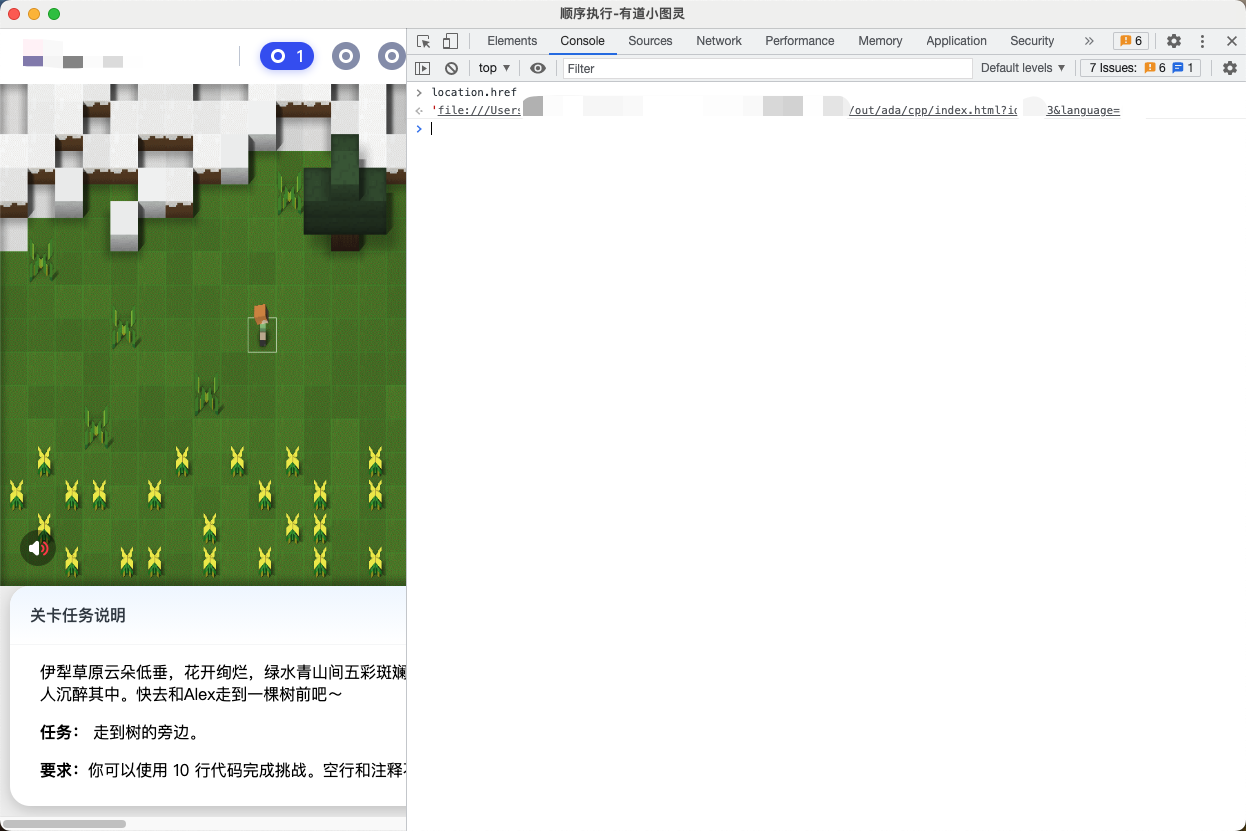 顺序执行-有道小图灵
1
Elements Console Sources Network Performance Memory Application Security » 6
top ▼ Filter Default levels ▼ 7 Issues: 6 1
> location.href
'file:///Users /out/ada/cpp/index.html?id 3&language=
>
关卡任务说明
伊犁草原云朵低垂，花开绚烂，绿水青山间五彩斑斓
人沉醉其中。快去和Alex走到一棵树前吧～
任务： 走到树的旁边。
要求：你可以使用 10 行代码完成挑战。空行和注释